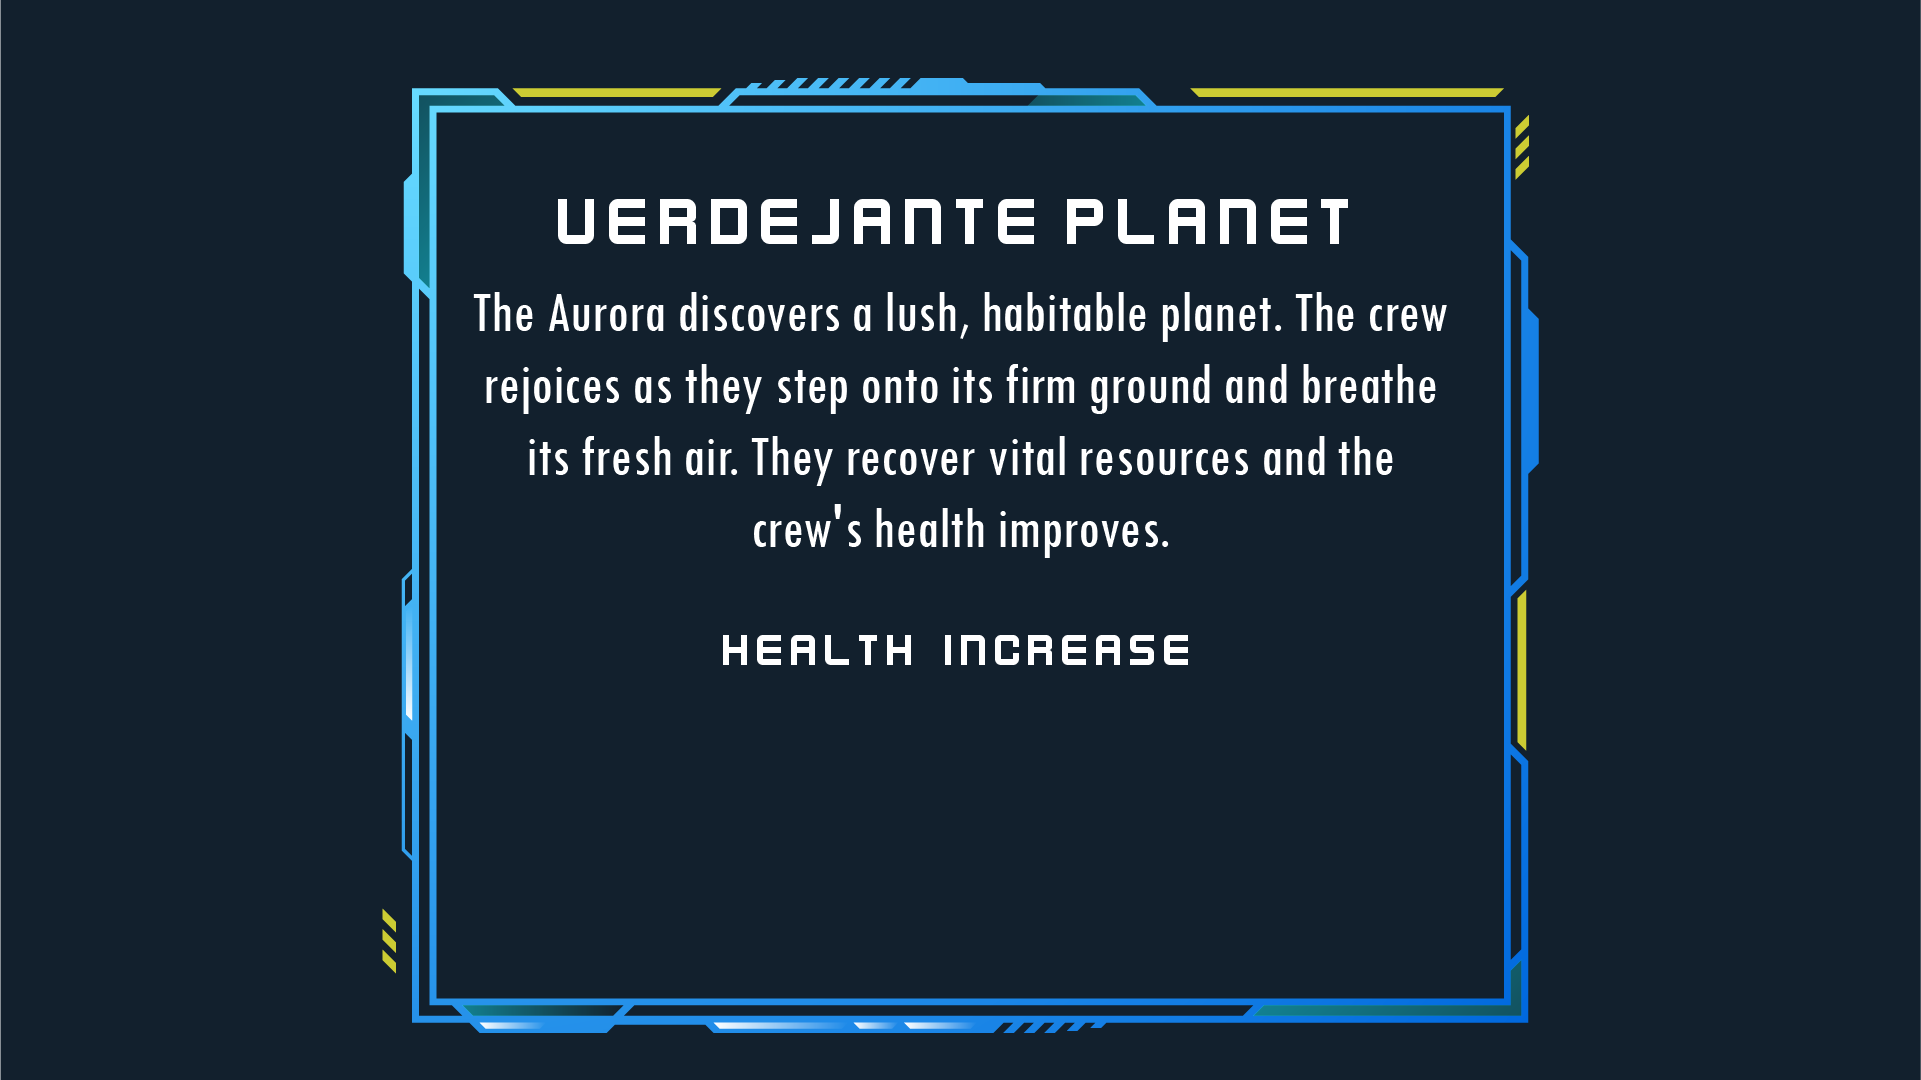 VERDEJANTE PLANET
The Aurora discovers a lush, habitable planet. The crew
rejoices as they step onto its firm ground and breathe
its fresh air. They recover vital resources and the
crew's health improves.
HEALTH INCREASE